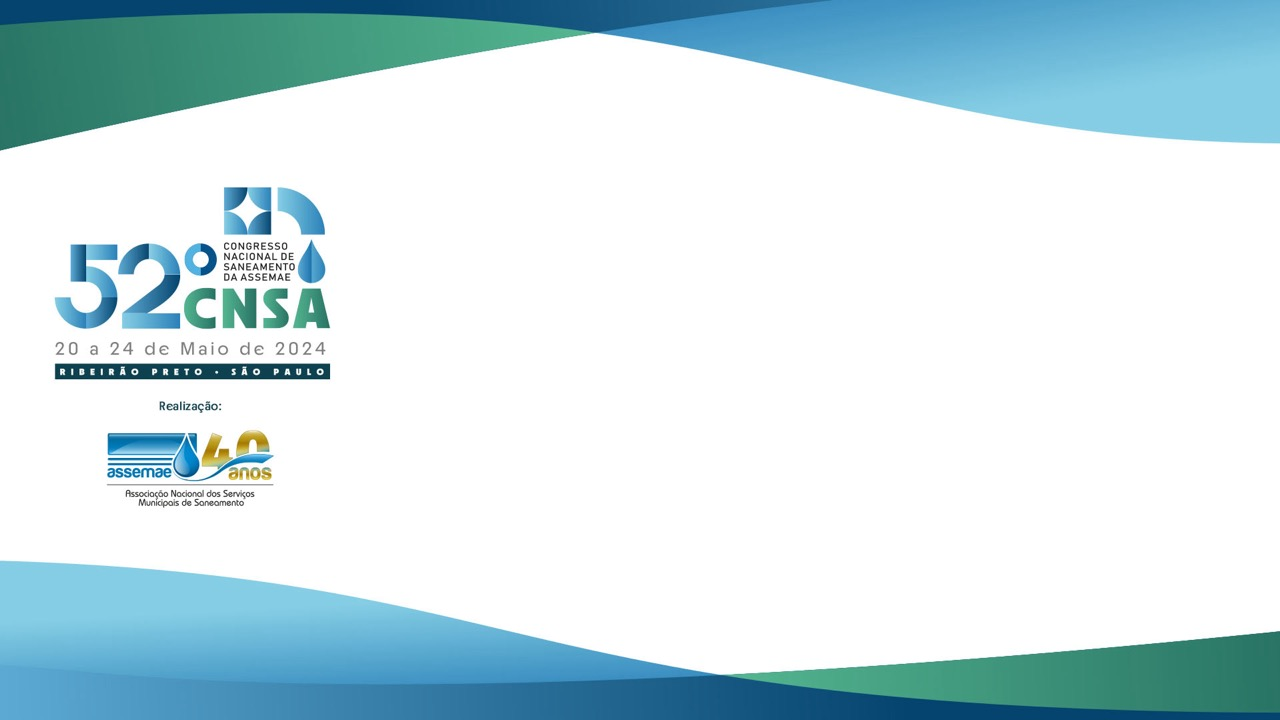 52º
CONGRESSO
NACIONAL DE
SANEAMENTO
DA ASSEMAE
CNSA
20 a 24 de Maio de 2024
RIBEIRÃO PRETO • SÃO PAULO
Realização:
assemae 40 anos
Associação Nacional dos Serviços
Municipais de Saneamento